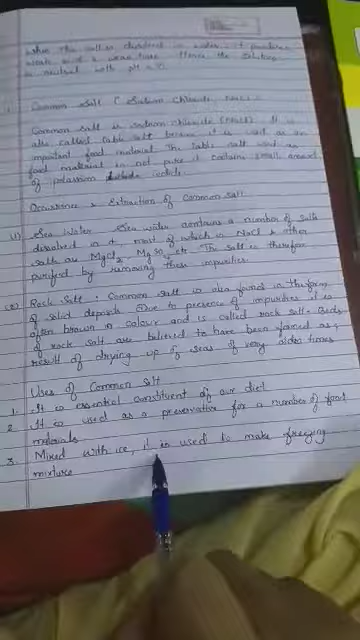 when the salt is dissolved in water, it produces
is neutral with pH = 7.
Common Salt (Sodium Chloride, NaCl)
Common salt is sodium chloride (NaCl). It is
also called table salt because it is used as an
important food material. The table salt used as
food material is not pure it contains small amount
of potassium iodide
Occurrence & Extraction of Common salt
(1) Sea Water Sea water contains a number of salts
dissolved in it, most of which is NaCl & other
salts are MgCl2, MgSO4 etc. The salt is therefore
purified by removing these impurities.
(2) Rock Salt : Common salt is also found in the form
of solid deposits. Due to presence of impurities it is
often brown in colour and is called rock salt. Beds
of rock salt are believed to have been formed as
result of drying up of seas of very olden times
Uses of Common Salt
1. It is essential constituent of our diet
2. It is used as a preservative for a number of food
materials
3. Mixed with ice, it is used to make freezing
mixture